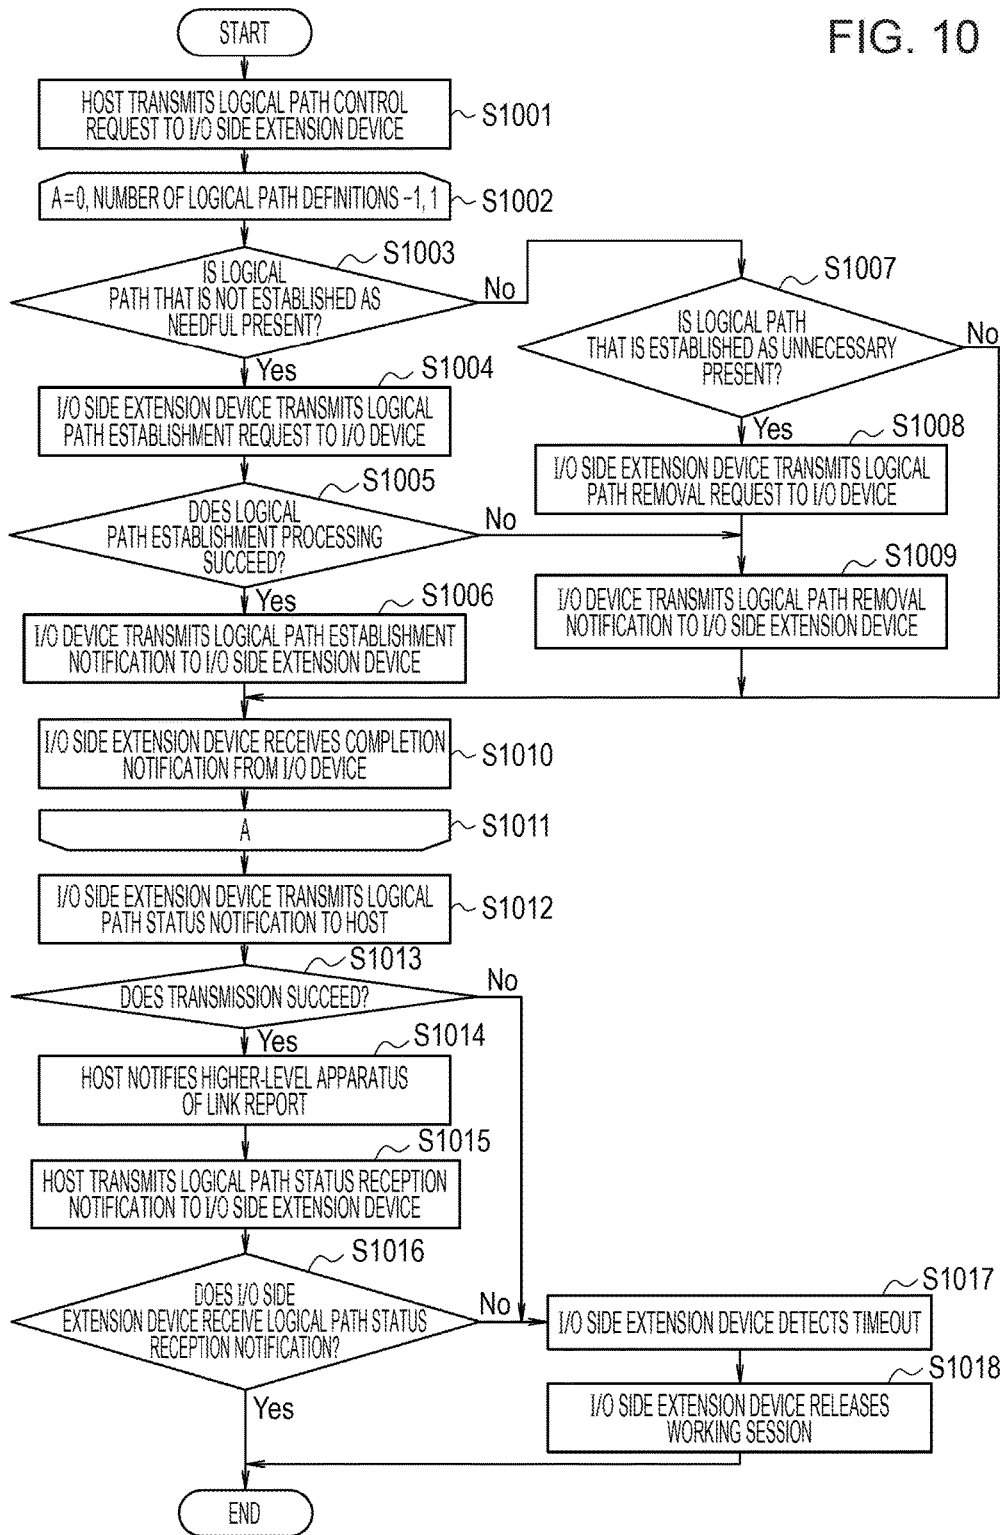 FIG. 10
START
HOST TRANSMITS LOGICAL PATH CONTROL
REQUEST TO I/O SIDE EXTENSION DEVICE
S1001
A=0, NUMBER OF LOGICAL PATH DEFINITIONS −1, 1
S1002
S1003
IS LOGICAL
PATH THAT IS NOT ESTABLISHED AS
NEEDFUL PRESENT?
No
Yes
S1007
IS LOGICAL PATH
THAT IS ESTABLISHED AS UNNECESSARY
PRESENT?
No
Yes
S1004
I/O SIDE EXTENSION DEVICE TRANSMITS LOGICAL
PATH ESTABLISHMENT REQUEST TO I/O DEVICE
S1008
I/O SIDE EXTENSION DEVICE TRANSMITS LOGICAL
PATH REMOVAL REQUEST TO I/O DEVICE
S1005
DOES LOGICAL
PATH ESTABLISHMENT PROCESSING
SUCCEED?
No
Yes
S1009
I/O DEVICE TRANSMITS LOGICAL PATH REMOVAL
NOTIFICATION TO I/O SIDE EXTENSION DEVICE
S1006
I/O DEVICE TRANSMITS LOGICAL PATH ESTABLISHMENT
NOTIFICATION TO I/O SIDE EXTENSION DEVICE
I/O SIDE EXTENSION DEVICE RECEIVES COMPLETION
NOTIFICATION FROM I/O DEVICE
S1010
A
S1011
I/O SIDE EXTENSION DEVICE TRANSMITS LOGICAL
PATH STATUS NOTIFICATION TO HOST
S1012
S1013
DOES TRANSMISSION SUCCEED?
No
Yes
S1014
HOST NOTIFIES HIGHER-LEVEL APPARATUS
OF LINK REPORT
S1015
HOST TRANSMITS LOGICAL PATH STATUS RECEPTION
NOTIFICATION TO I/O SIDE EXTENSION DEVICE
S1016
DOES I/O SIDE
EXTENSION DEVICE RECEIVE LOGICAL PATH STATUS
RECEPTION NOTIFICATION?
No
Yes
S1017
I/O SIDE EXTENSION DEVICE DETECTS TIMEOUT
S1018
I/O SIDE EXTENSION DEVICE RELEASES
WORKING SESSION
END